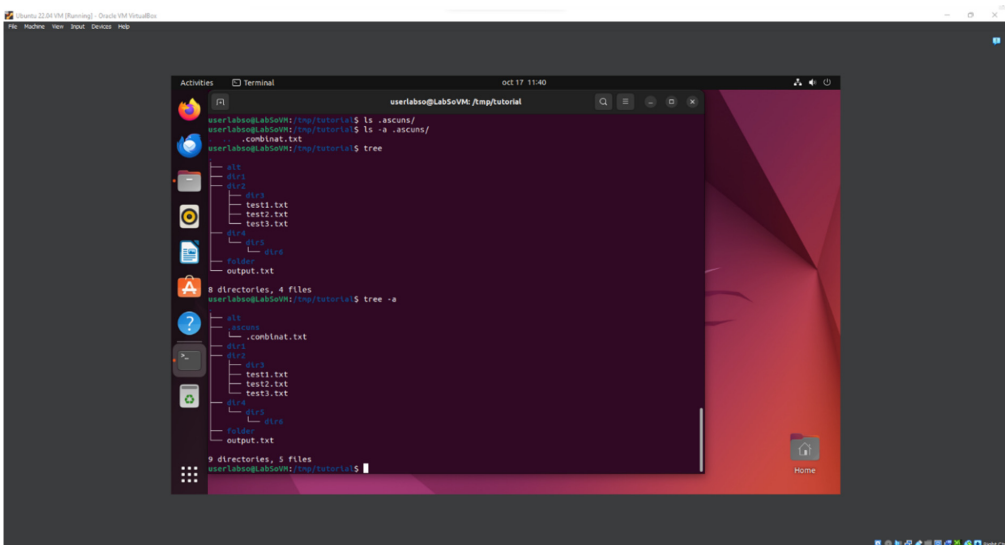 Ubuntu 22.04 VM [Running] - Oracle VM VirtualBox
File Machine View Input Devices Help
Activities Terminal oct 17 11:40
userlabso@LabSoVM: /tmp/tutorial
userlabso@LabSoVM:/tmp/tutorial$ ls .ascuns/
userlabso@LabSoVM:/tmp/tutorial$ ls -a .ascuns/
. .. .combinat.txt
userlabso@LabSoVM:/tmp/tutorial$ tree
.
├── alt
├── dir1
├── dir2
│   ├── dir3
│   ├── test1.txt
│   ├── test2.txt
│   └── test3.txt
├── dir4
│   └── dir5
│       └── dir6
├── folder
└── output.txt
8 directories, 4 files
userlabso@LabSoVM:/tmp/tutorial$ tree -a
.
├── alt
├── .ascuns
│   └── .combinat.txt
├── dir1
├── dir2
│   ├── dir3
│   ├── test1.txt
│   ├── test2.txt
│   └── test3.txt
├── dir4
│   └── dir5
│       └── dir6
├── folder
└── output.txt
9 directories, 5 files
userlabso@LabSoVM:/tmp/tutorial$
Home